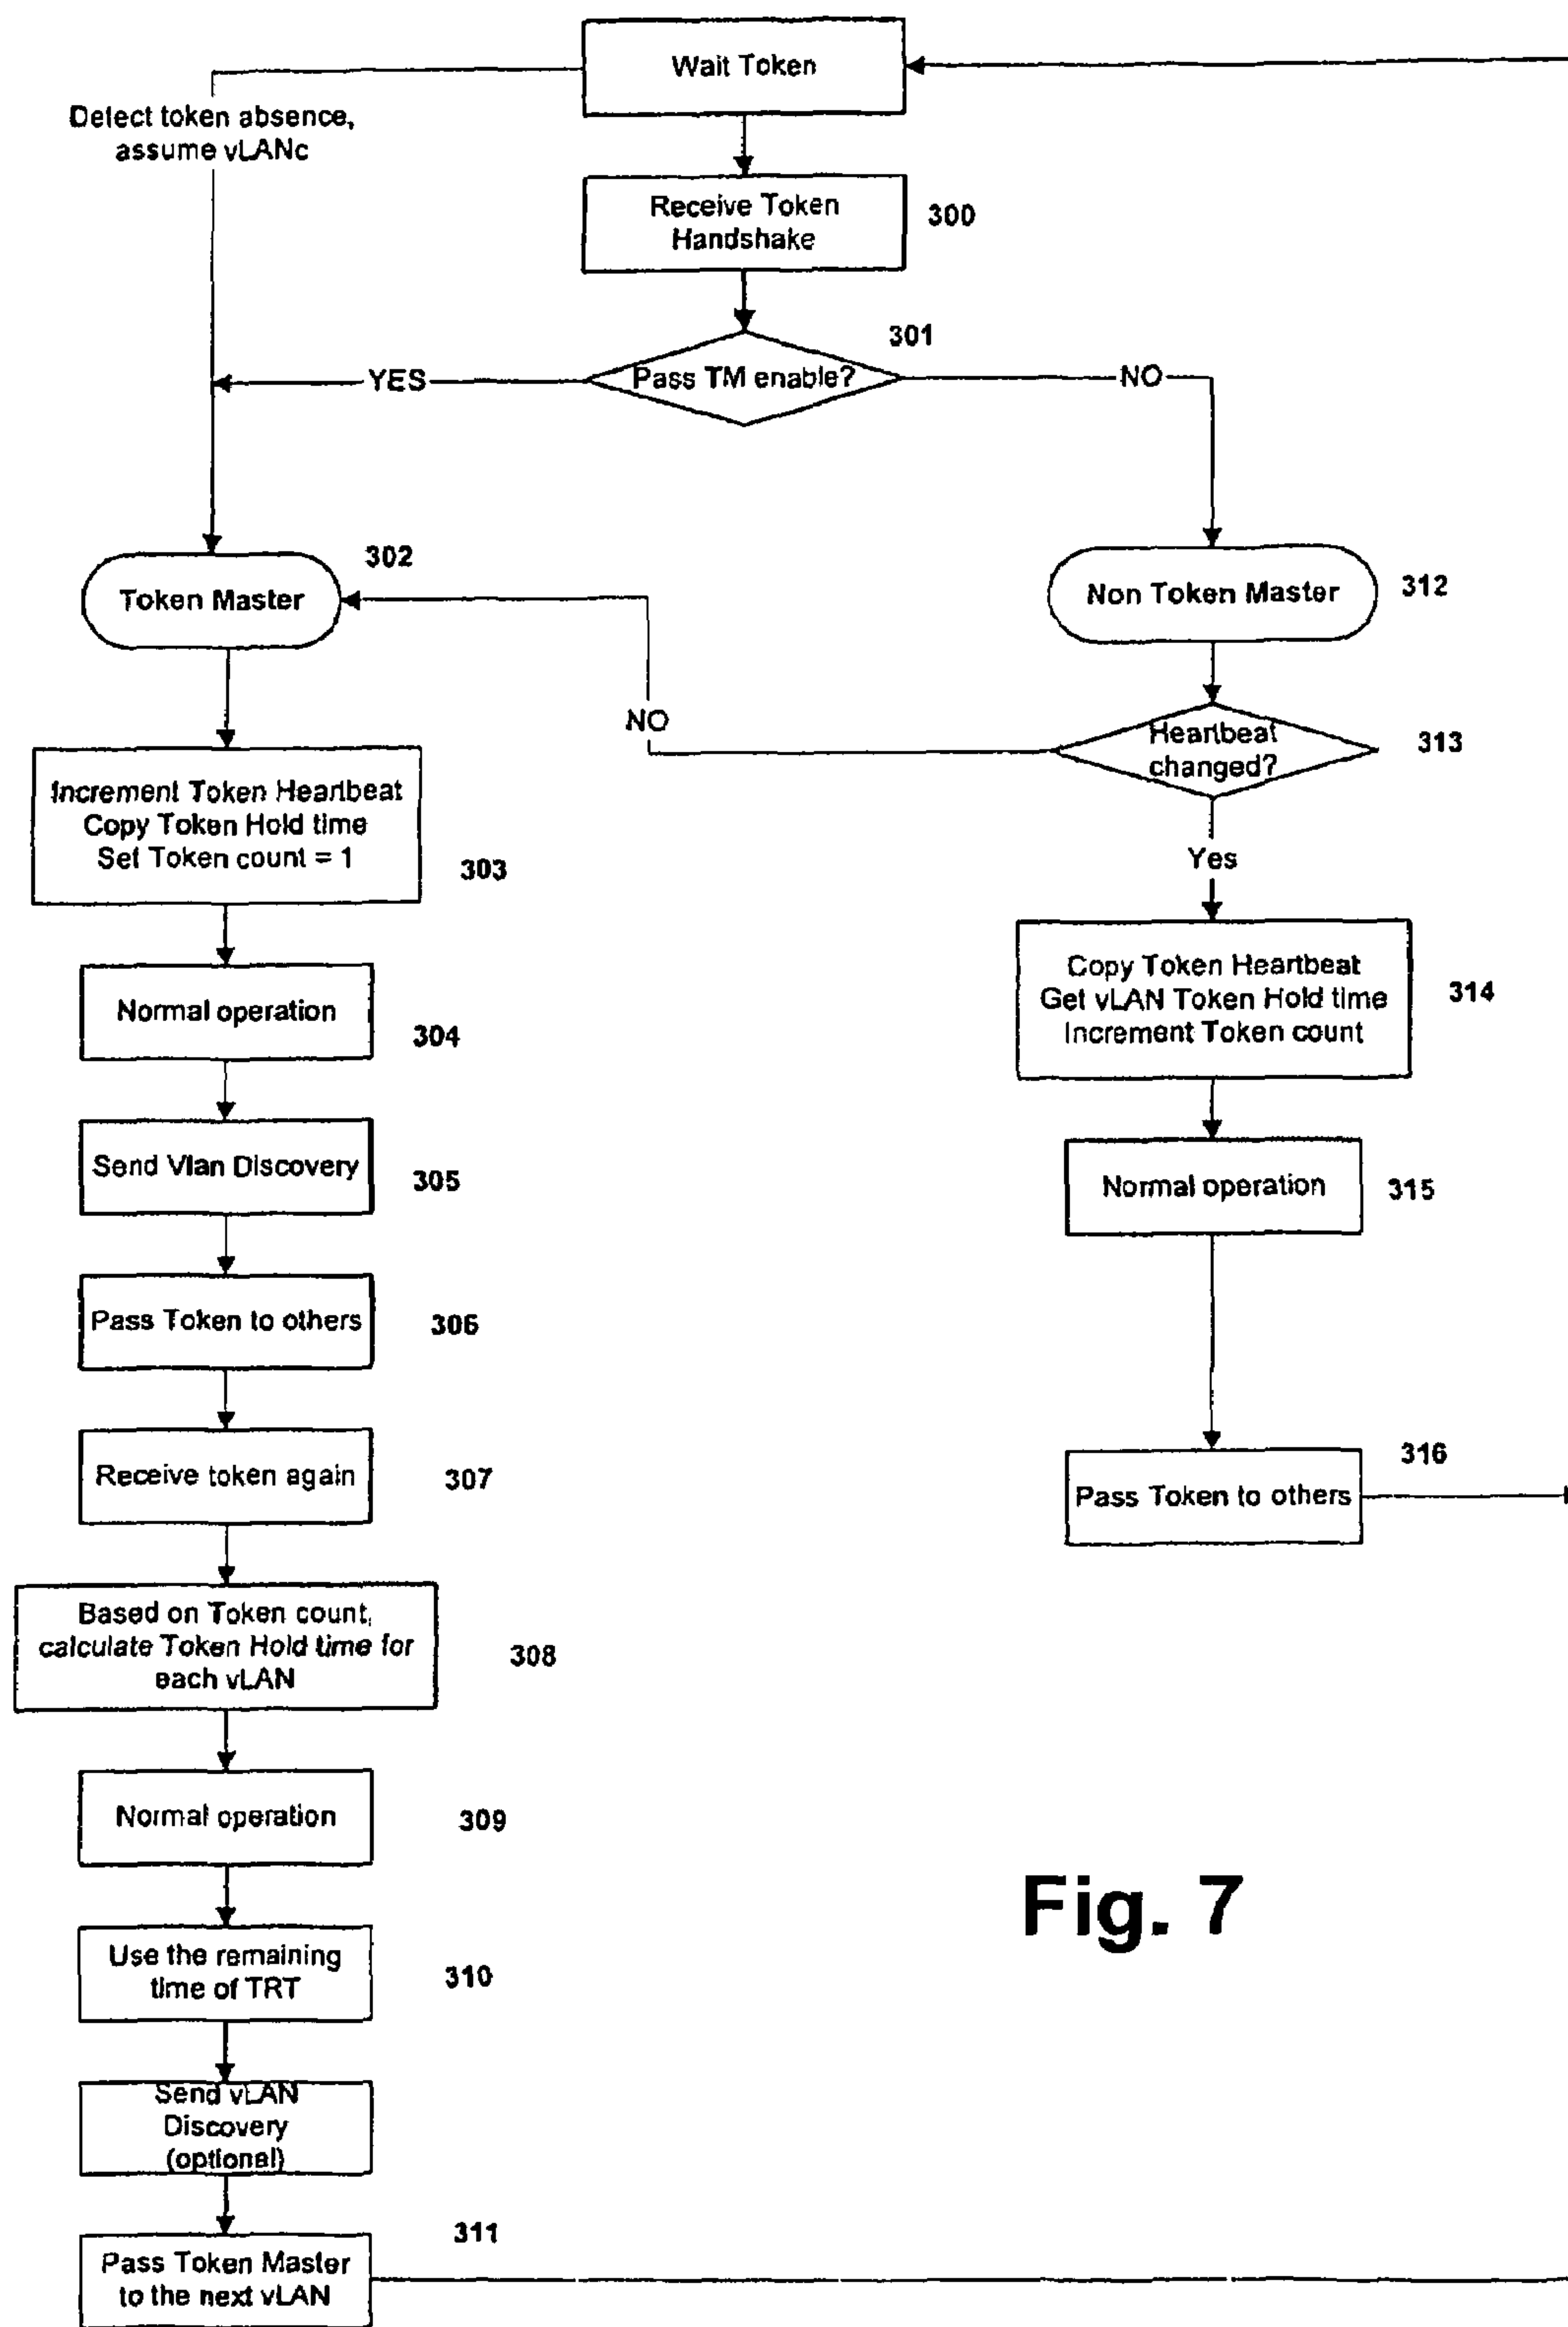 Wait Token
Detect token absence,
assume vLANc
Receive Token
Handshake
300
301
Pass TM enable?
YES
NO
302
Token Master
312
Non Token Master
NO
Heartbeat
changed?
313
Increment Token Heartbeat
Copy Token Hold time
Set Token count = 1
303
Yes
Normal operation
304
Copy Token Heartbeat
Get vLAN Token Hold time
Increment Token count
314
Send Vlan Discovery
305
Normal operation
315
Pass Token to others
306
Receive token again
307
316
Pass Token to others
Based on Token count,
calculate Token Hold time for
each vLAN
308
Normal operation
309
Fig. 7
Use the remaining
time of TRT
310
Send vLAN
Discovery
(optional)
311
Pass Token Master
to the next vLAN